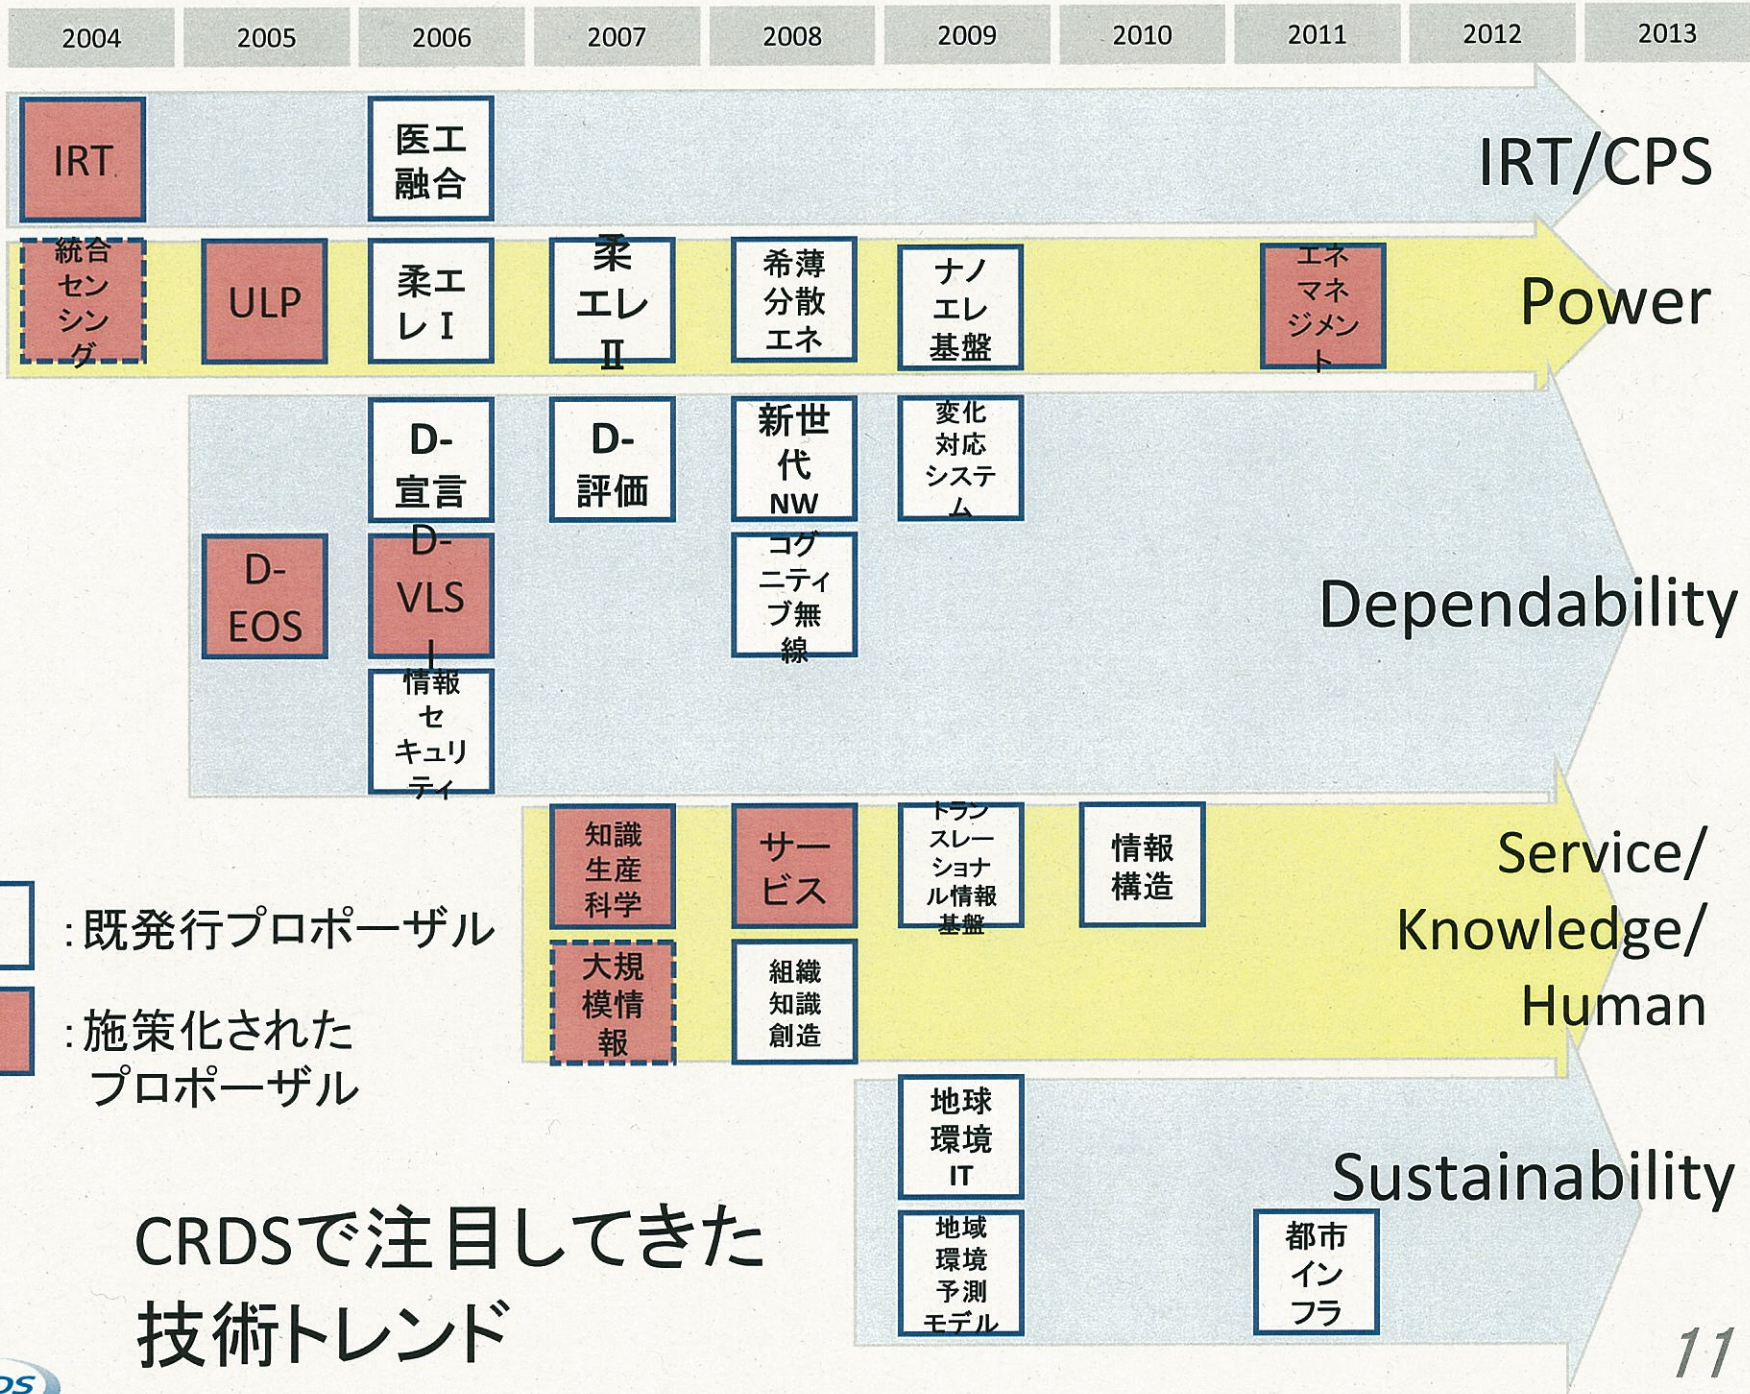 2004 2005 2006 2007 2008 2009 2010 2011 2012 2013
IRT
医工
融合
IRT/CPS
統合
セン
シン
グ
ULP
柔エ
レⅠ
柔
エレ
Ⅱ
希薄
分散
エネ
ナノ
エレ
基盤
エネ
マネ
ジメン
ト
Power
D-
宣言
D-
評価
新世
代
NW
変化
対応
システ
ム
D-
EOS
D-
VLS
I
コグ
ニティ
ブ無
線
情報
セ
キュリ
ティ
Dependability
知識
生産
科学
サー
ビス
トラン
スレー
ショナ
ル情報
基盤
情報
構造
大規
模情
報
組織
知識
創造
Service/
Knowledge/
Human
:既発行プロポーザル
:施策化された
プロポーザル
地球
環境
IT
地域
環境
予測
モデル
都市
イン
フラ
Sustainability
CRDSで注目してきた
技術トレンド
11